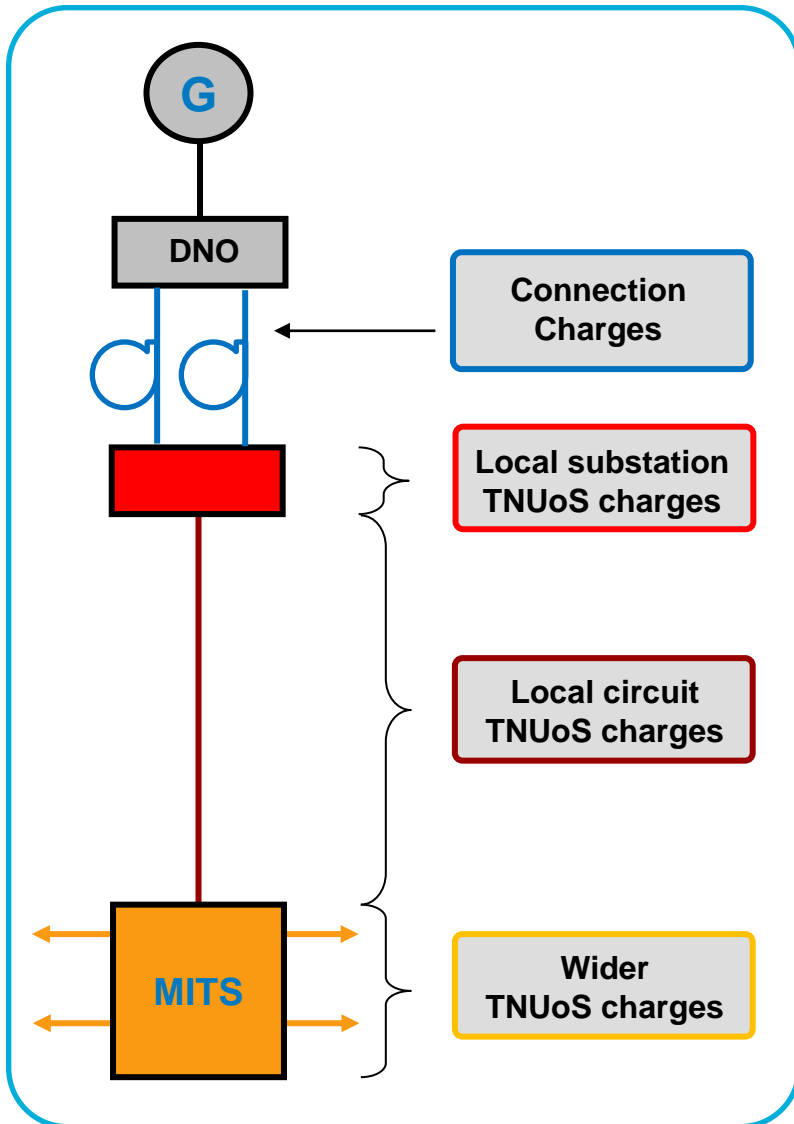 G
DNO
Connection
Charges
Local substation
TNUoS charges
Local circuit
TNUoS charges
MITS
Wider
TNUoS charges